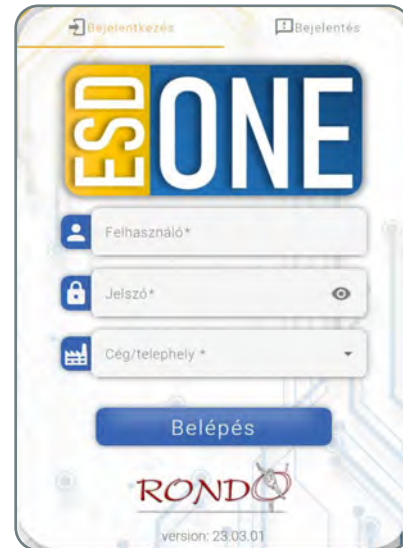 Bejelentkezés
Bejelentés
ESD ONE
Felhasználó*
Jelszó*
Cég/telephely *
Belépés
RONDO
version: 23.03.01